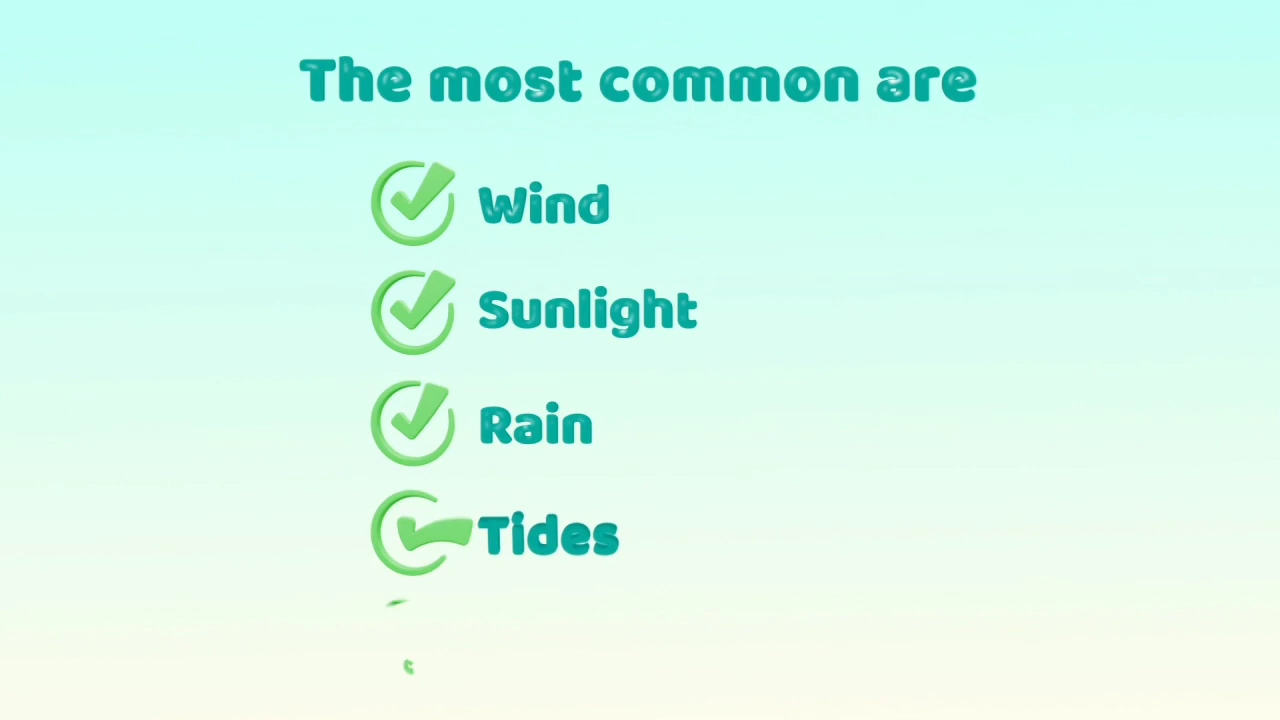 The most common are
Wind
Sunlight
Rain
Tides